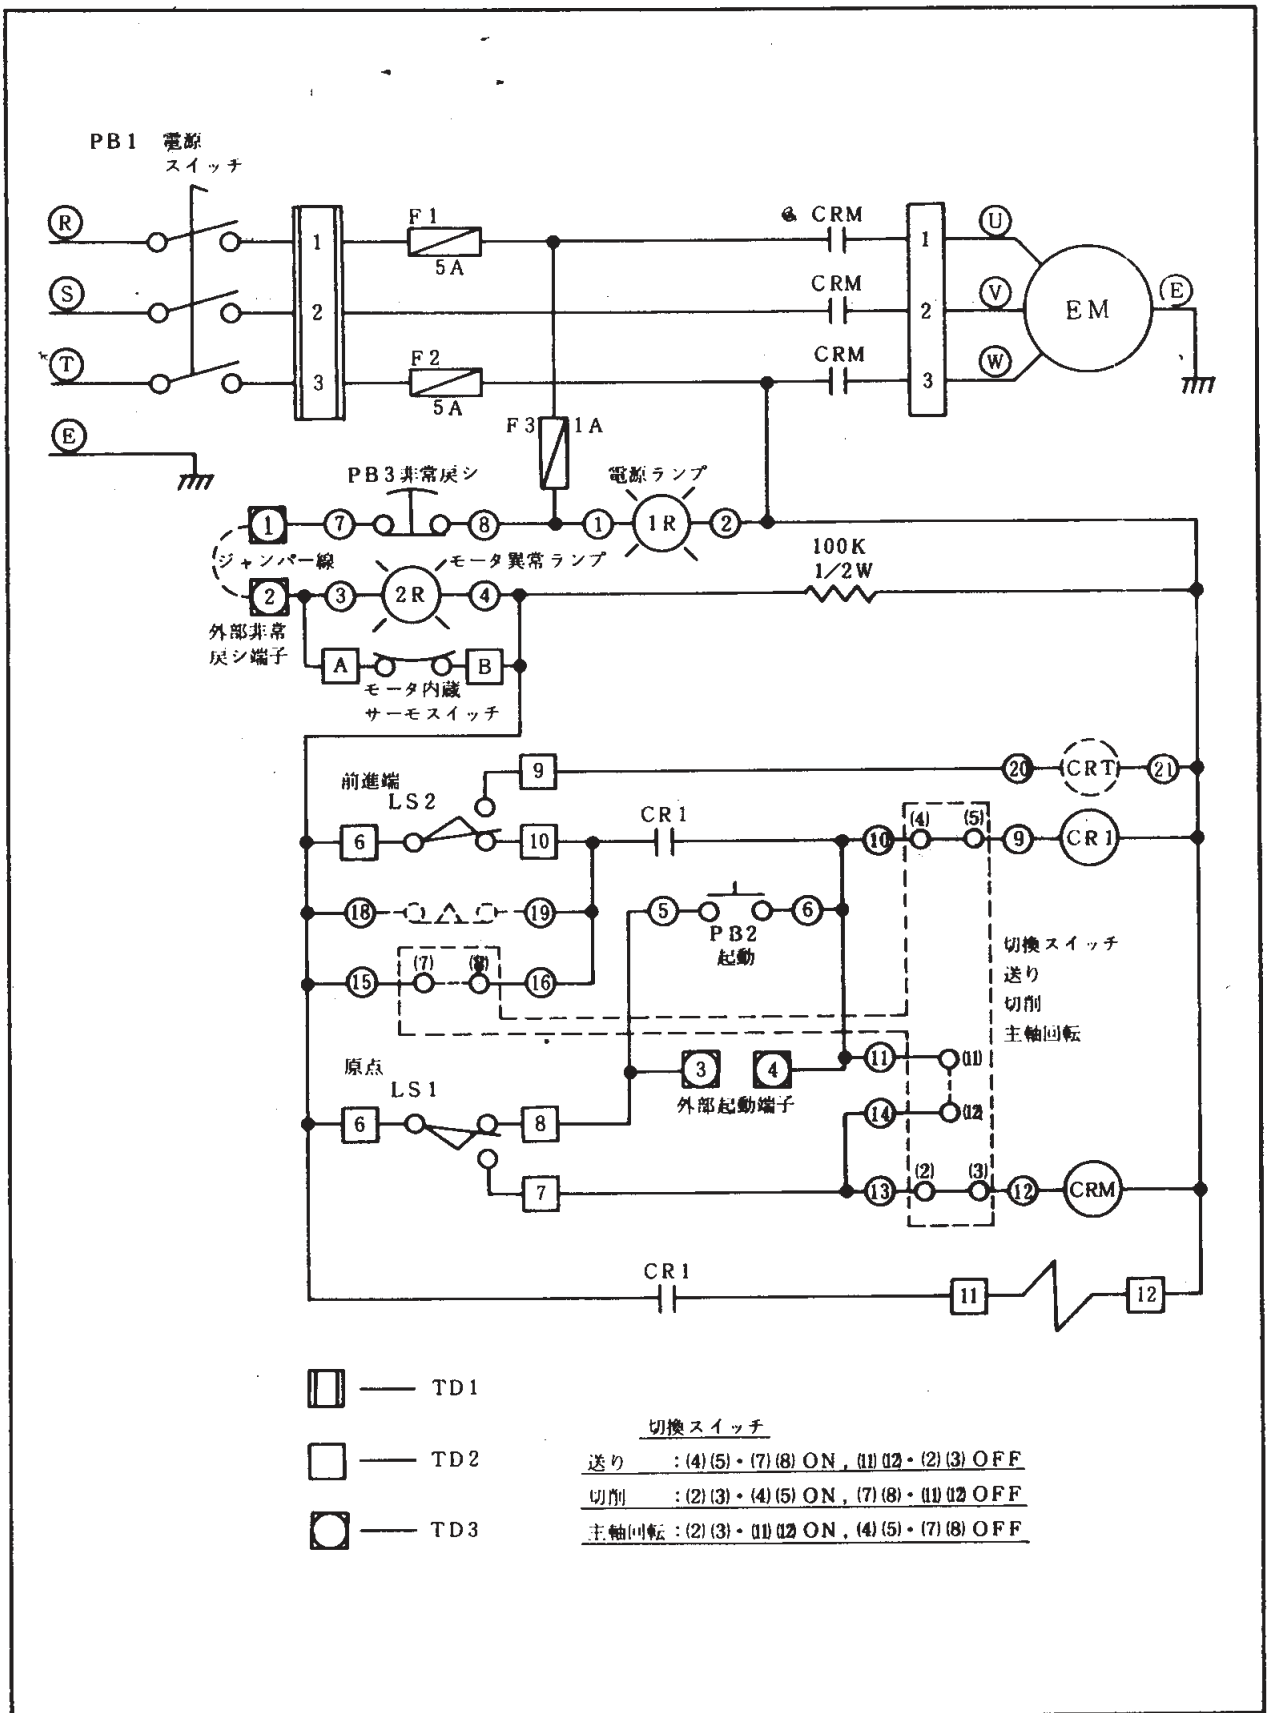 PB1 電源
スイッチ
R
S
T
E
1
2
3
F1
5A
F2
5A
F3
1A
CRM
CRM
CRM
1
2
3
U
V
W
EM
E
PB3非常戻シ
電源ランプ
1
7
8
1
1R
2
ジャンパー線
モータ異常ランプ
100K
1/2W
2
3
2R
4
外部非常
戻シ端子
A
B
モータ内蔵
サーモスイッチ
前進端
LS2
9
20
CRT
21
6
10
CR1
10
(4)
(5)
9
CR1
18
19
5
6
PB2
起動
15
(7)
(8)
16
切換スイッチ
送り
切削
主軸回転
原点
LS1
3
4
外部起動端子
11
(11)
14
(12)
6
8
7
13
(2)
(3)
12
CRM
CR1
11
12
TD1
TD2
TD3
切換スイッチ
送り :(4)(5)・(7)(8) ON , (11)(12)・(2)(3) OFF
切削 :(2)(3)・(4)(5) ON , (7)(8)・(11)(12) OFF
主軸回転 :(2)(3)・(11)(12) ON , (4)(5)・(7)(8) OFF